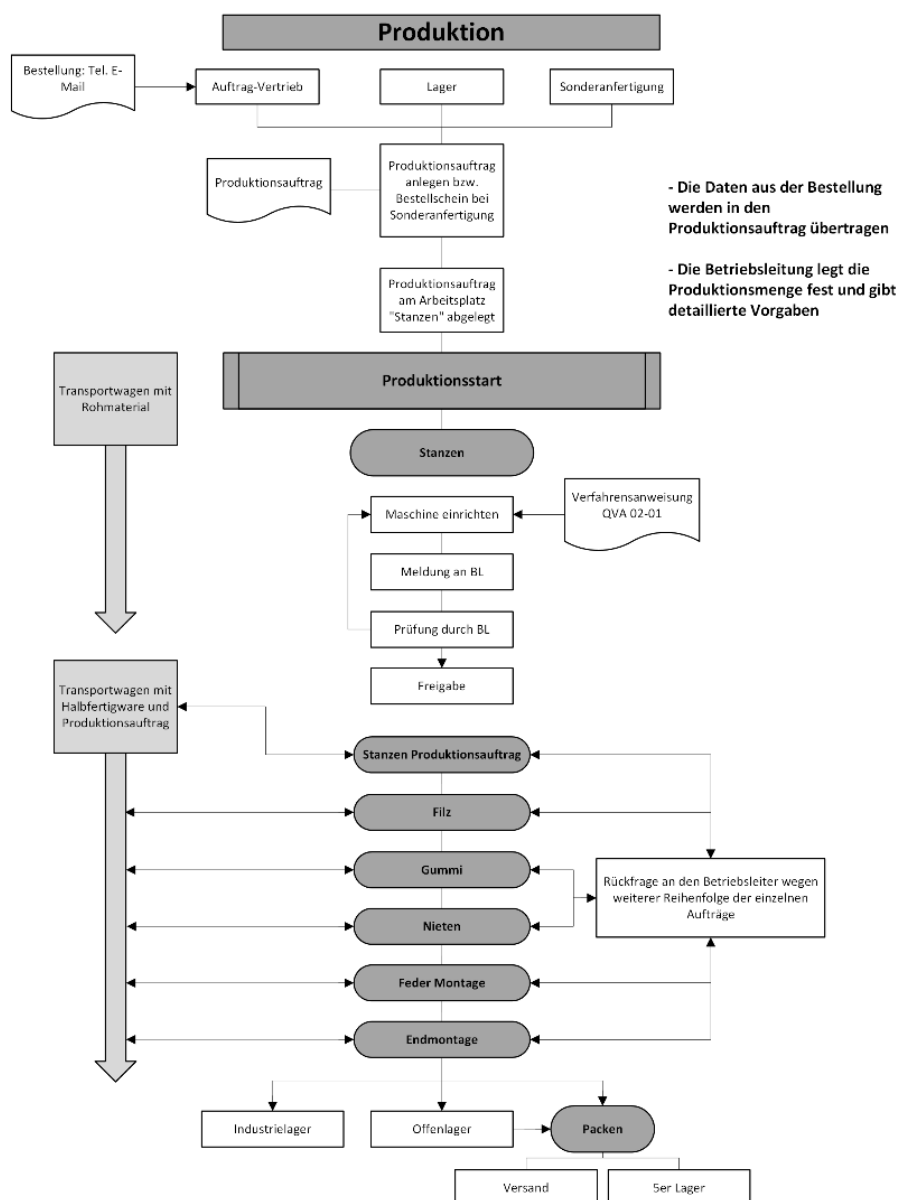 Produktion
Bestellung: Tel. E-
Mail
Auftrag-Vertrieb
Lager
Sonderanfertigung
Produktionsauftrag
Produktionsauftrag
anlegen bzw.
Bestellschein bei
Sonderanfertigung
- Die Daten aus der Bestellung
werden in den
Produktionsauftrag übertragen
- Die Betriebsleitung legt die
Produktionsmenge fest und gibt
detaillierte Vorgaben
Produktionsauftrag
am Arbeitsplatz
"Stanzen" abgelegt
Transportwagen mit
Rohmaterial
Produktionsstart
Stanzen
Maschine einrichten
Verfahrensanweisung
QVA 02-01
Meldung an BL
Prüfung durch BL
Freigabe
Transportwagen mit
Halbfertigware und
Produktionsauftrag
Stanzen Produktionsauftrag
Filz
Gummi
Rückfrage an den Betriebsleiter wegen
weiterer Reihenfolge der einzelnen
Aufträge
Nieten
Feder Montage
Endmontage
Industrielager
Offenlager
Packen
Versand
5er Lager